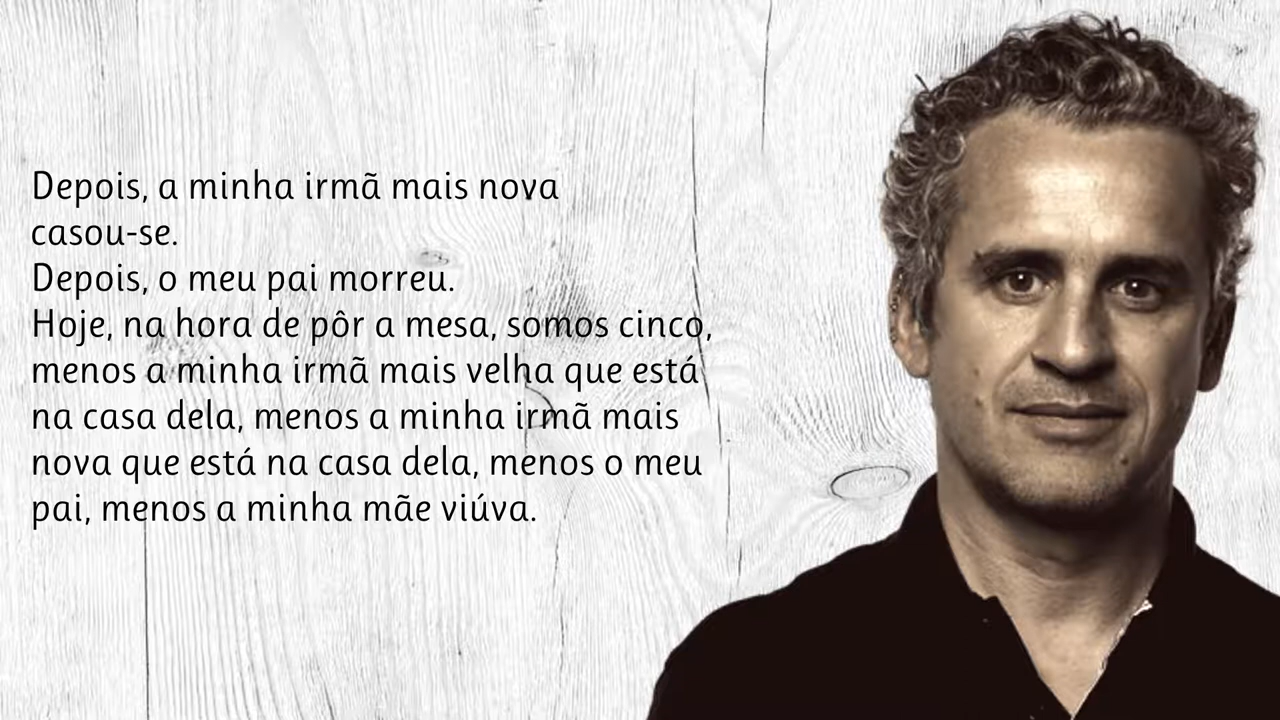 Depois, a minha irmã mais nova
casou-se.
Depois, o meu pai morreu.
Hoje, na hora de pôr a mesa, somos cinco,
menos a minha irmã mais velha que está
na casa dela, menos a minha irmã mais
nova que está na casa dela, menos o meu
pai, menos a minha mãe viúva.